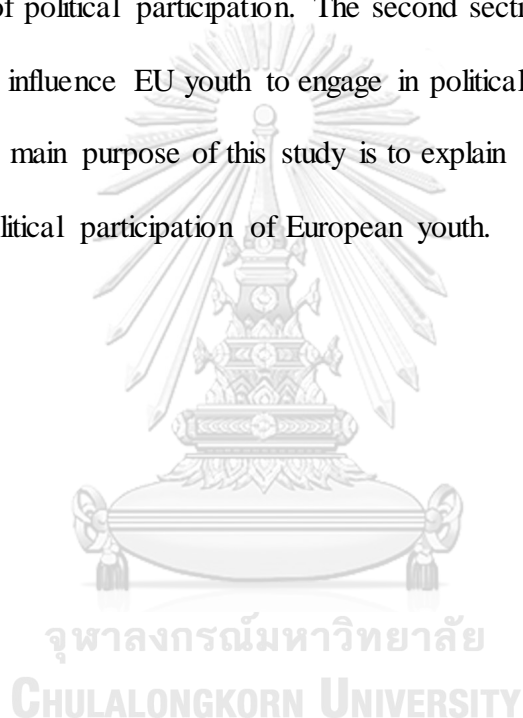 of political participation. The second secti
influence EU youth to engage in political
main purpose of this study is to explain
litical participation of European youth.
จุฬาลงกรณ์มหาวิทยาลัย
CHULALONGKORN UNIVERSITY